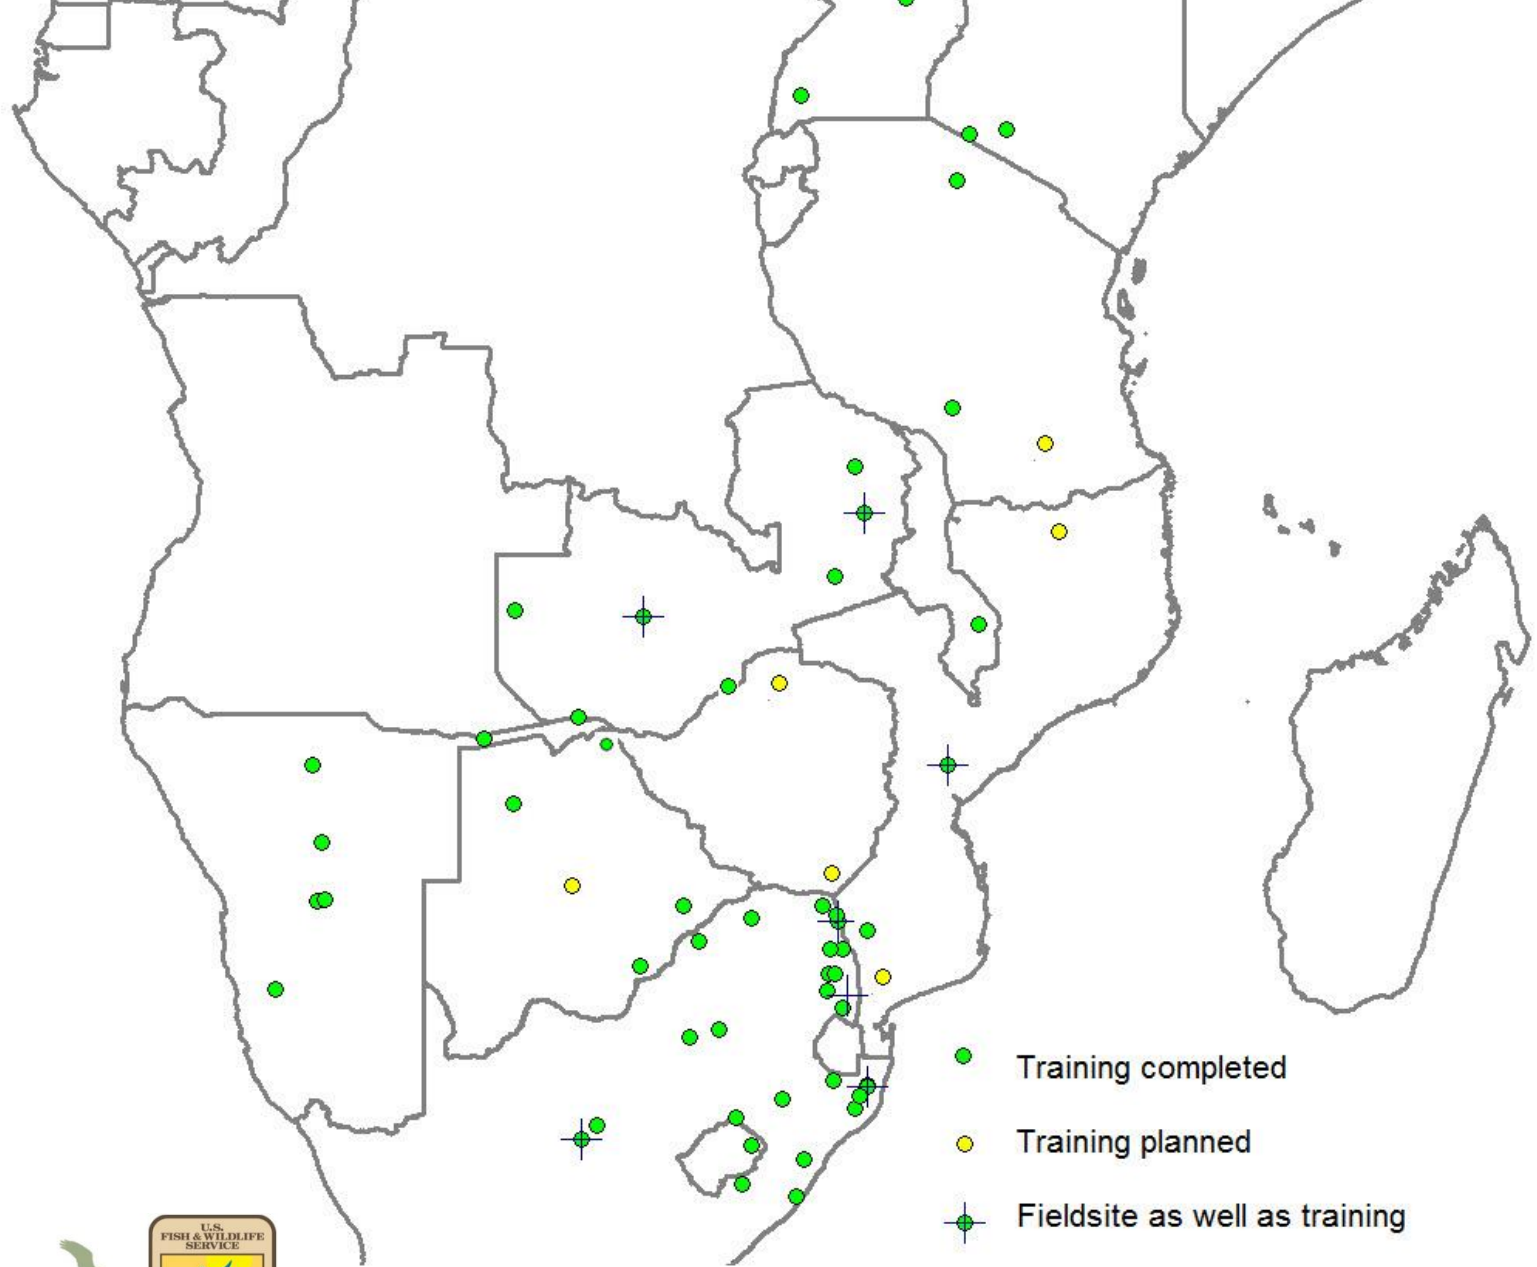 Training completed
Training planned
Fieldsite as well as training
U.S.
FISH & WILDLIFE
SERVICE